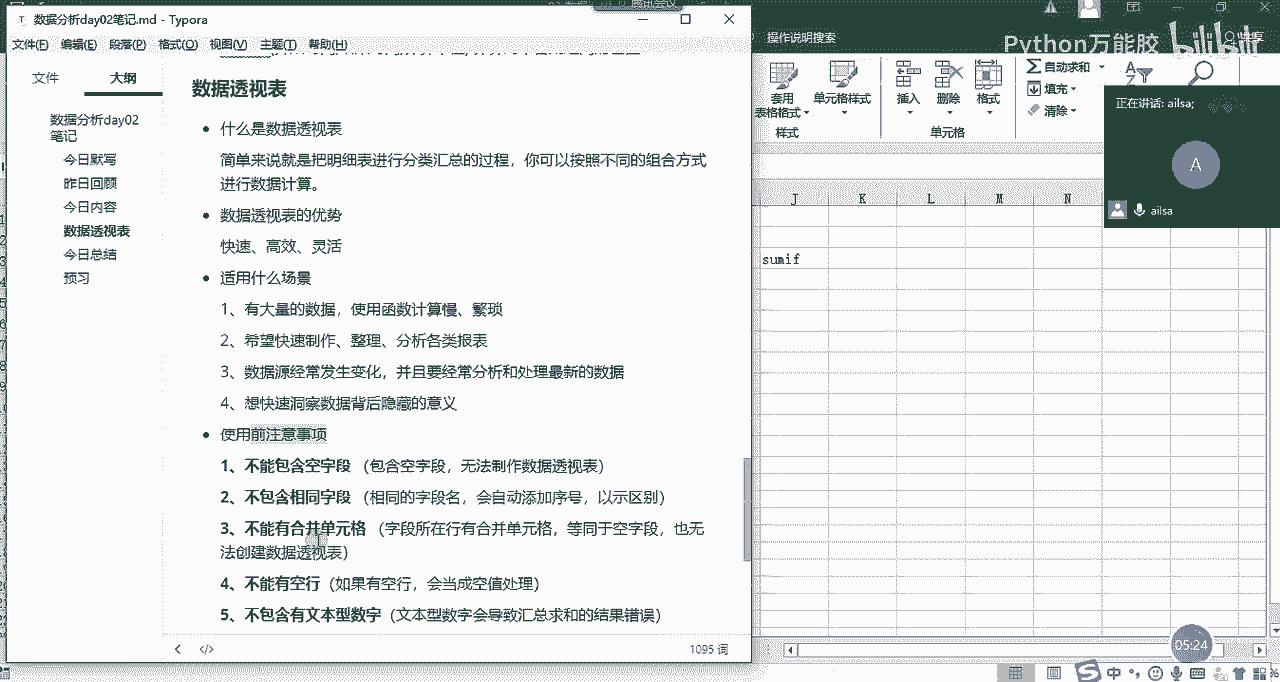 数据分析day02笔记.md - Typora
文件(F) 编辑(E) 段落(P) 格式(O) 视图(V) 主题(T) 帮助(H)
文件 大纲
数据分析day02
笔记
今日默写
昨日回顾
今日内容
数据透视表
今日总结
预习
数据透视表
什么是数据透视表
简单来说就是把明细表进行分类汇总的过程，你可以按照不同的组合方式
进行数据计算。
数据透视表的优势
快速、高效、灵活
适用什么场景
1、有大量的数据，使用函数计算慢、繁琐
2、希望快速制作、整理、分析各类报表
3、数据源经常发生变化，并且要经常分析和处理最新的数据
4、想快速洞察数据背后隐藏的意义
使用前注意事项
1、不能包含空字段 （包含空字段，无法制作数据透视表）
2、不包含相同字段 （相同的字段名，会自动添加序号，以示区别）
3、不能有合并单元格 （字段所在行有合并单元格，等同于空字段，也无
法创建数据透视表）
4、不能有空行（如果有空行，会当成空值处理）
5、不包含有文本型数字（文本型数字会导致汇总求和的结果错误）
1095 词
腾讯会议
操作说明搜索
Python万能胶 bilibili
套用
表格格式
单元格样式
样式
插入 删除 格式
单元格
自动求和
填充
清除
正在讲话: ailsa;
A
ailsa
J K L M N
sumif
05:24
中